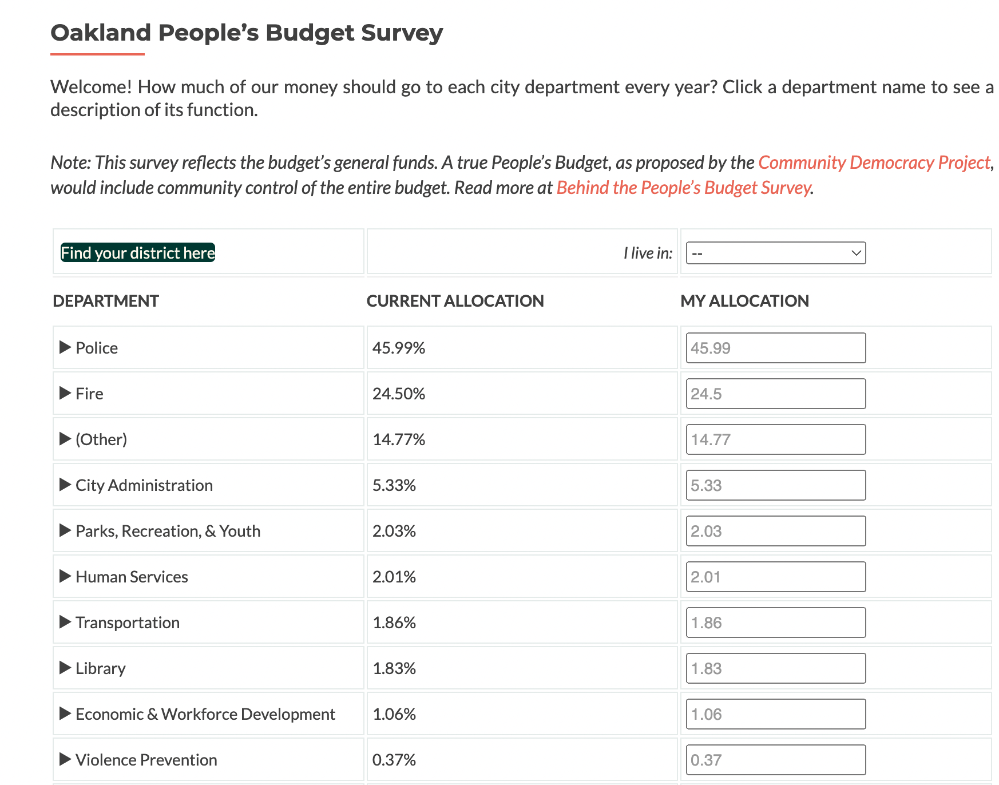 Oakland People’s Budget Survey
Welcome! How much of our money should go to each city department every year? Click a department name to see a
description of its function.
Note: This survey reflects the budget’s general funds. A true People’s Budget, as proposed by the Community Democracy Project,
would include community control of the entire budget. Read more at Behind the People’s Budget Survey.
Find your district here I live in: --
DEPARTMENT CURRENT ALLOCATION MY ALLOCATION
Police 45.99% 45.99
Fire 24.50% 24.5
(Other) 14.77% 14.77
City Administration 5.33% 5.33
Parks, Recreation, & Youth 2.03% 2.03
Human Services 2.01% 2.01
Transportation 1.86% 1.86
Library 1.83% 1.83
Economic & Workforce Development 1.06% 1.06
Violence Prevention 0.37% 0.37